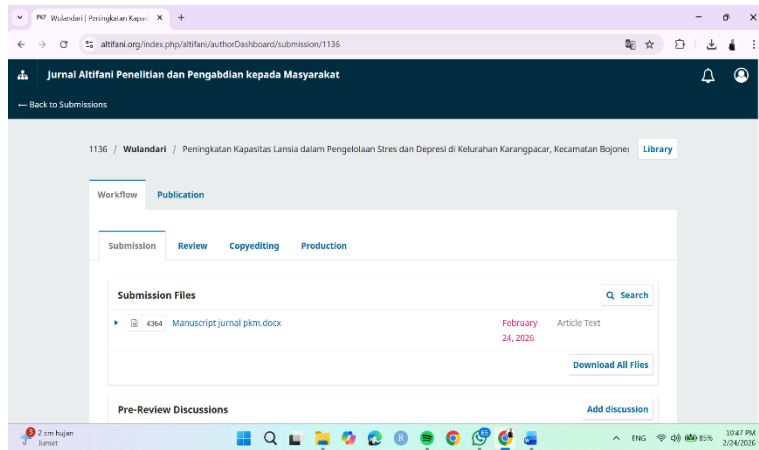 PKP Wulandari | Peningkatan Kapasi
altifani.org/index.php/altifani/authorDashboard/submission/1136
Jurnal Altifani Penelitian dan Pengabdian kepada Masyarakat
← Back to Submissions
1136 / Wulandari / Peningkatan Kapasitas Lansia dalam Pengelolaan Stres dan Depresi di Kelurahan Karangpacar, Kecamatan Bojone
Library
Workflow Publication
Submission Review Copyediting Production
Submission Files Search
4364 Manuscript jurnal pkm.docx February 24, 2026 Article Text
Download All Files
Pre-Review Discussions Add discussion
2 cm hujan
Jumat
ENG 85% 10:47 PM
2/24/2026